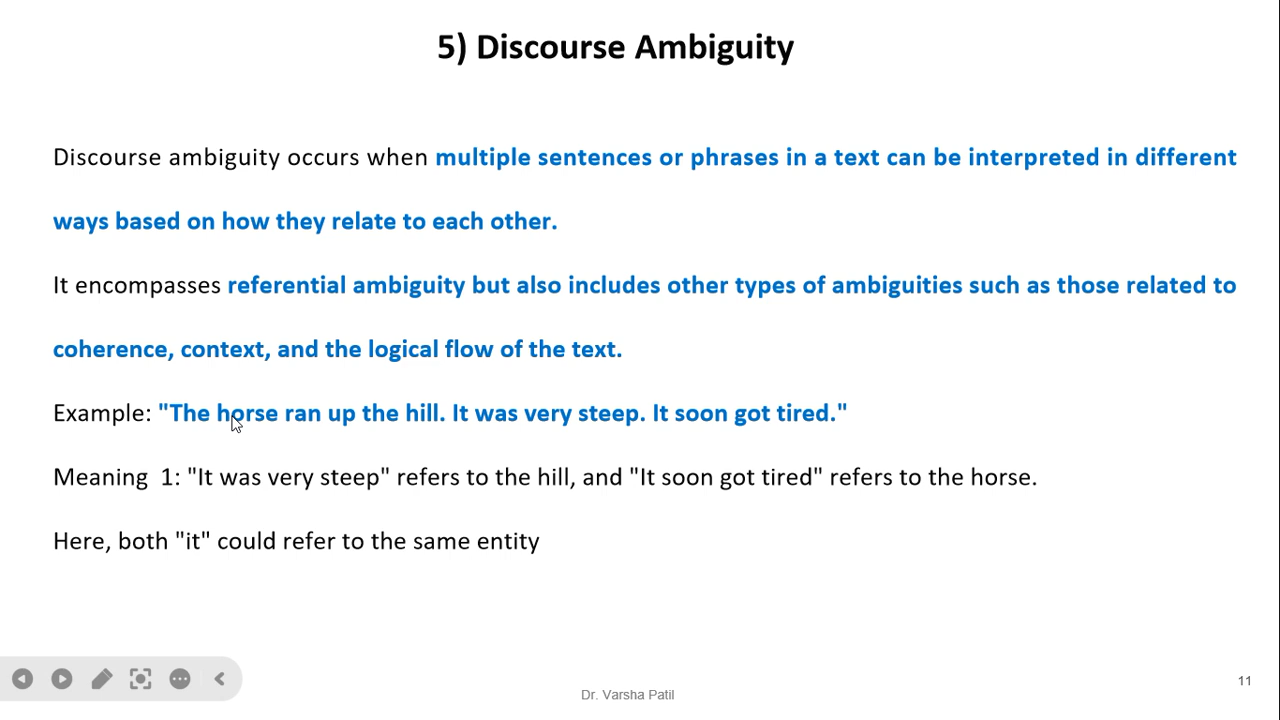 5) Discourse Ambiguity
Discourse ambiguity occurs when multiple sentences or phrases in a text can be interpreted in different
ways based on how they relate to each other.
It encompasses referential ambiguity but also includes other types of ambiguities such as those related to
coherence, context, and the logical flow of the text.
Example: "The horse ran up the hill. It was very steep. It soon got tired."
Meaning  1: "It was very steep" refers to the hill, and "It soon got tired" refers to the horse.
Here, both "it" could refer to the same entity
Dr. Varsha Patil
11